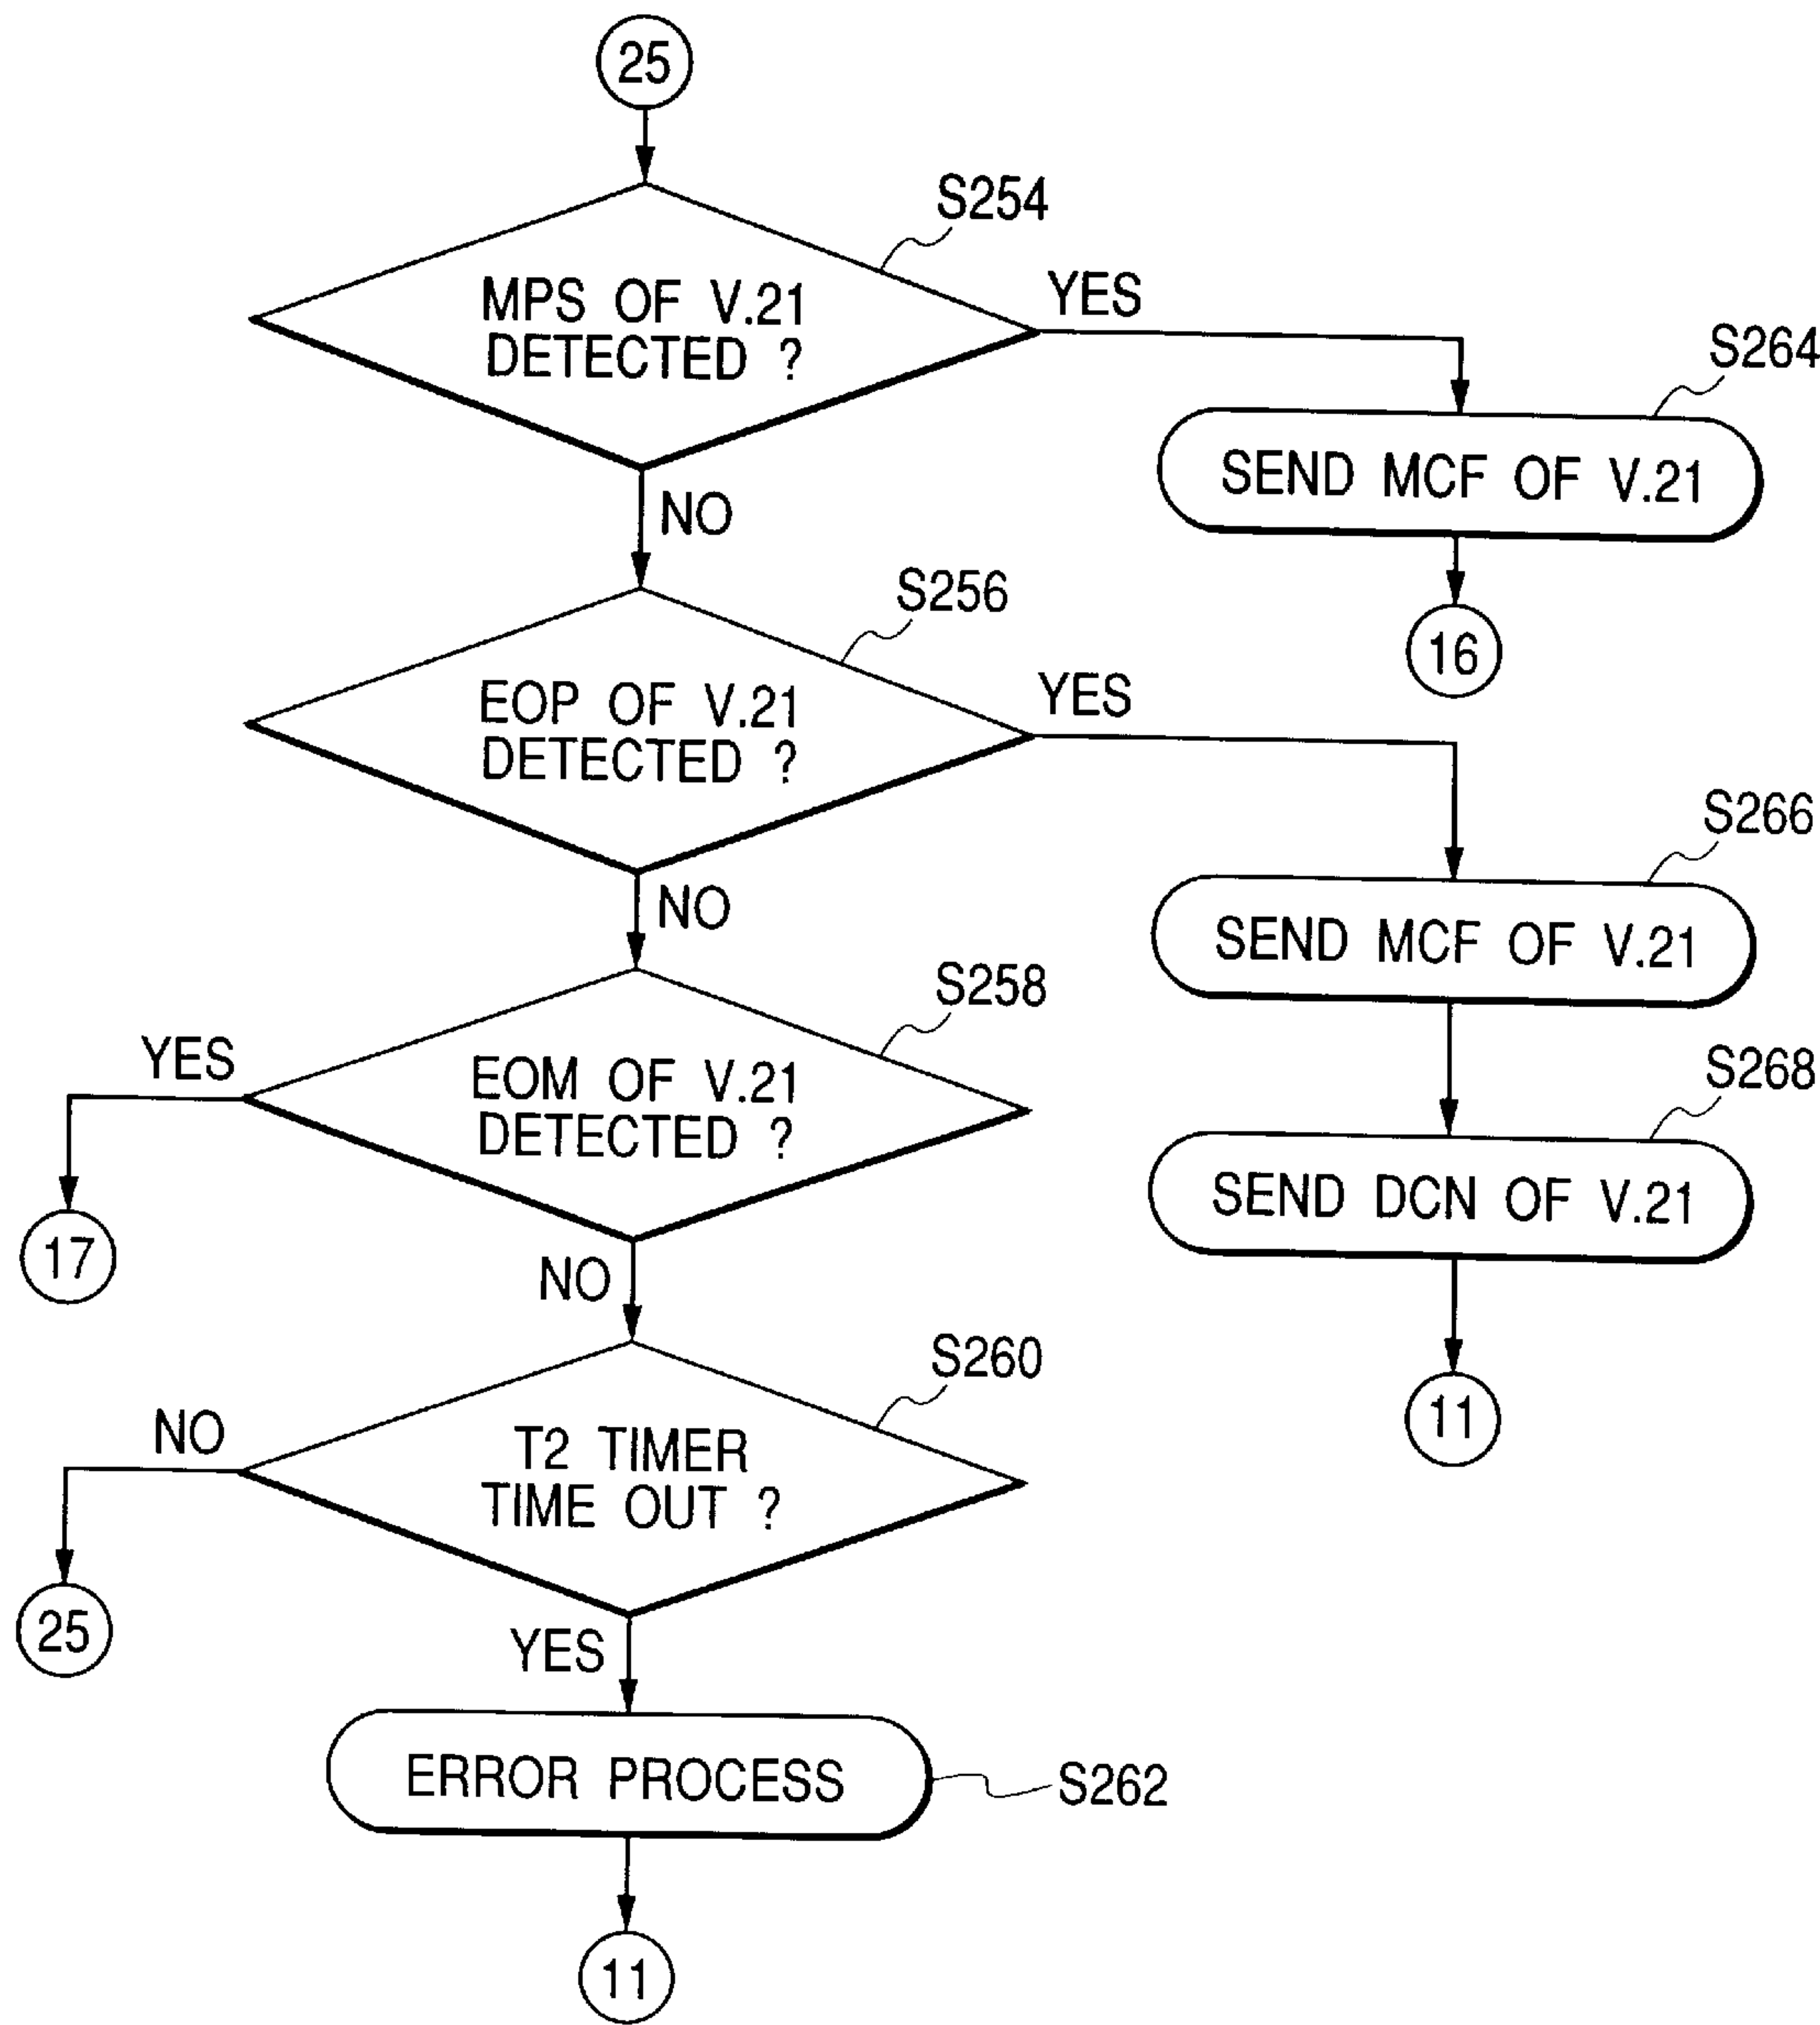 25
S254
MPS OF V.21
DETECTED ?
YES
S264
SEND MCF OF V.21
16
NO
S256
EOP OF V.21
DETECTED ?
YES
S266
SEND MCF OF V.21
S268
SEND DCN OF V.21
11
NO
S258
EOM OF V.21
DETECTED ?
YES
17
NO
S260
T2 TIMER
TIME OUT ?
NO
25
YES
ERROR PROCESS
S262
11